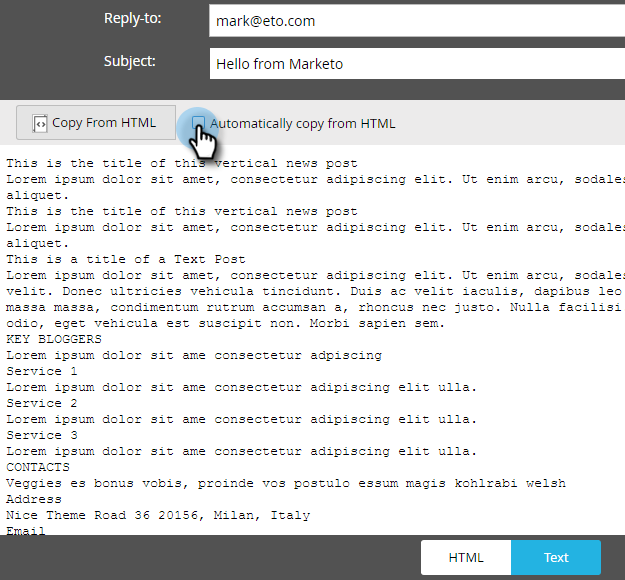 Reply-to:
mark@eto.com
Subject:
Hello from Marketo
Copy From HTML
Automatically copy from HTML
This is the title of this vertical news post
Lorem ipsum dolor sit amet, consectetur adipiscing elit. Ut enim arcu, sodales
aliquet.
This is the title of this vertical news post
Lorem ipsum dolor sit amet, consectetur adipiscing elit. Ut enim arcu, sodales
aliquet.
This is a title of a Text Post
Lorem ipsum dolor sit amet, consectetur adipiscing elit. Ut enim arcu, sodales
velit. Donec ultricies vehicula tincidunt. Duis ac velit iaculis, dapibus leo
massa massa, condimentum rutrum accumsan a, rhoncus nec justo. Nulla facilisi
odio, eget vehicula est suscipit non. Morbi sapien sem.
KEY BLOGGERS
Lorem ipsum dolor sit ame consectetur adpiscing
Service 1
Lorem ipsum dolor sit ame consectetur adipiscing elit ulla.
Service 2
Lorem ipsum dolor sit ame consectetur adipiscing elit ulla.
Service 3
Lorem ipsum dolor sit ame consectetur adipiscing elit ulla.
CONTACTS
Veggies es bonus vobis, proinde vos postulo essum magis kohlrabi welsh
Address
Nice Theme Road 36 20156, Milan, Italy
Email
HTML
Text